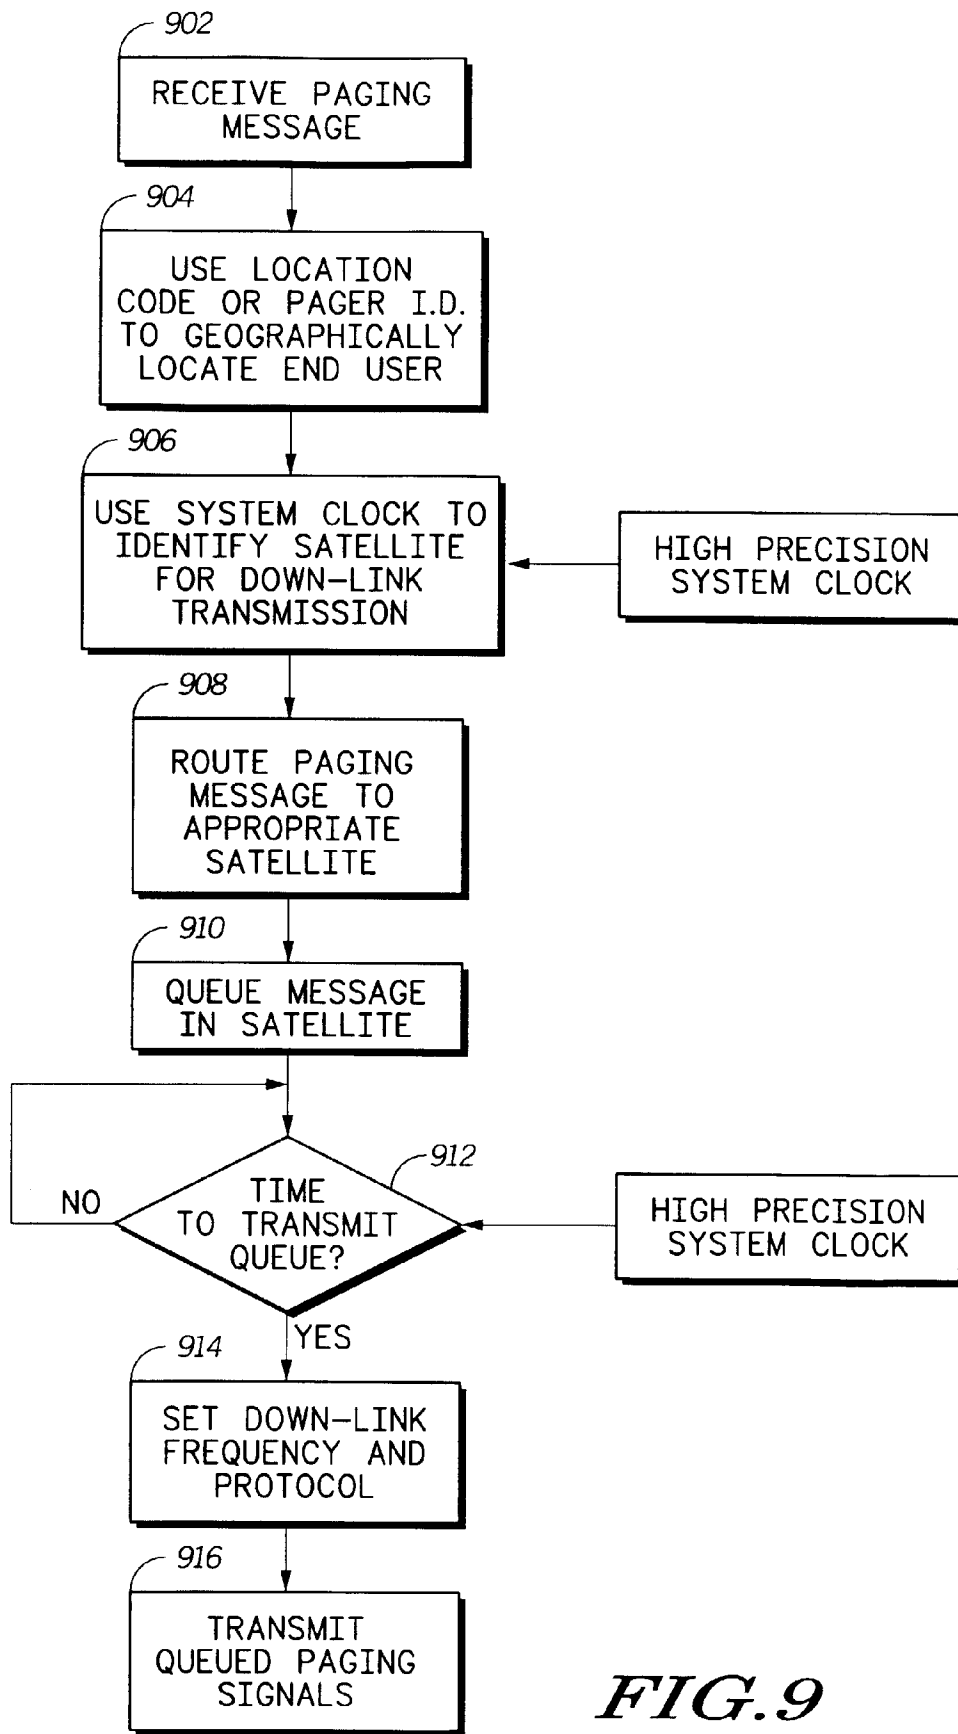 902
RECEIVE PAGING
MESSAGE
904
USE LOCATION
CODE OR PAGER I.D.
TO GEOGRAPHICALLY
LOCATE END USER
906
USE SYSTEM CLOCK TO
IDENTIFY SATELLITE
FOR DOWN-LINK
TRANSMISSION
HIGH PRECISION
SYSTEM CLOCK
908
ROUTE PAGING
MESSAGE TO
APPROPRIATE
SATELLITE
910
QUEUE MESSAGE
IN SATELLITE
912
TIME
TO TRANSMIT
QUEUE?
NO
HIGH PRECISION
SYSTEM CLOCK
YES
914
SET DOWN-LINK
FREQUENCY AND
PROTOCOL
916
TRANSMIT
QUEUED PAGING
SIGNALS
FIG.9